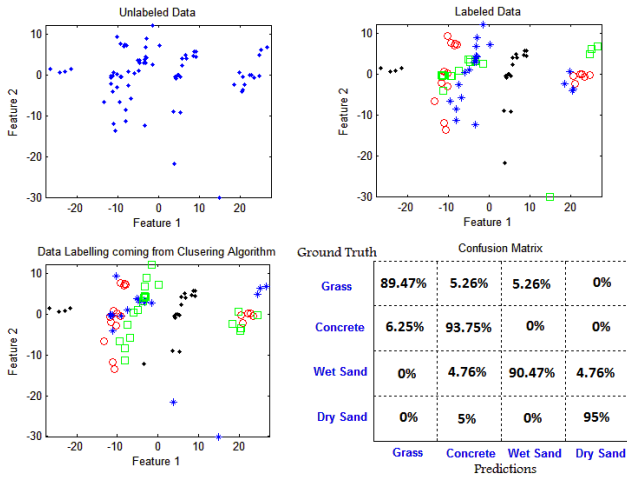 Unlabeled Data
10
0
-10
-20
-30
Feature 2
-20
-10
0
10
20
Feature 1
Labeled Data
10
0
-10
-20
-30
Feature 2
-20
-10
0
10
20
Feature 1
Data Labelling coming from Clusering Algorithm
10
0
-10
-20
-30
Feature 2
-20
-10
0
10
20
Feature 1
Ground Truth
Confusion Matrix
Grass 89.47% 5.26% 5.26% 0%
Concrete 6.25% 93.75% 0% 0%
Wet Sand 0% 4.76% 90.47% 4.76%
Dry Sand 0% 5% 0% 95%
Grass Concrete Wet Sand Dry Sand
Predictions